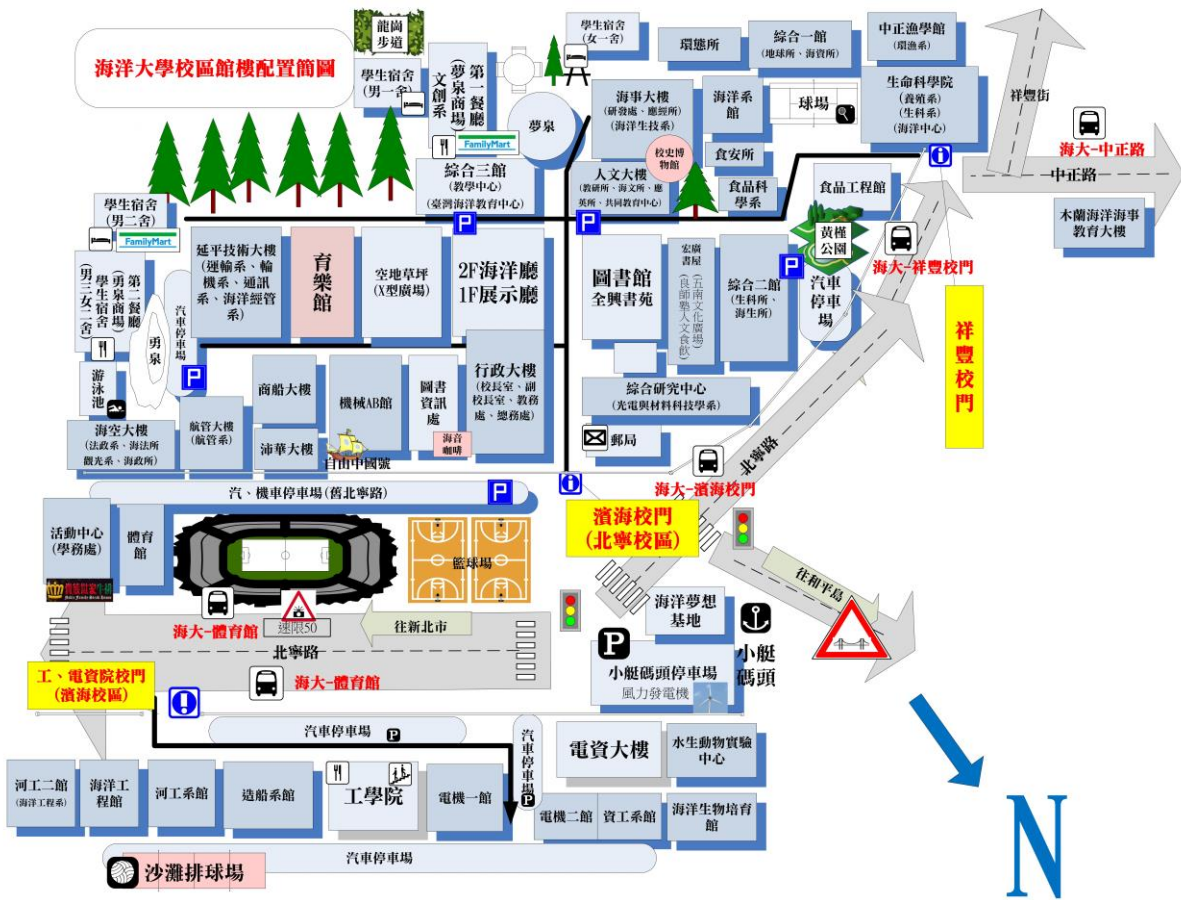 海洋大學校區館樓配置簡圖
龍崗
步道
學生宿舍
(男一舍)
文創系
第一餐廳
(夢泉商場)
FamilyMart
夢泉
學生宿舍
(女一舍)
環態所
綜合一館
(地球所、海資所)
中正漁學館
(環漁系)
海事大樓
(研發處、應經所)
(海洋生技系)
海洋系
館
球場
生命科學院
(養殖系)
(生科系)
(海洋中心)
祥豐街
海大-中正路
中正路
木蘭海洋海事
教育大樓
校史博
物館
食安所
綜合三館
(教學中心)
(臺灣海洋教育中心)
P
人文大樓
(教研所、海文所、應
英所、共同教育中心)
P
食品科
學系
食品工程館
學生宿舍
(男二舍)
FamilyMart
延平技術大樓
(運輸系、輪
機系、通訊
系、海洋經管
系)
育
樂
館
空地草坪
(X型廣場)
2F海洋廳
1F展示廳
圖書館
全興書苑
宏廣
書屋
(五南文化廣場)
(良師塾人文食飲)
綜合二館
(生科所、
海生所)
P
黃槿
公園
汽車
停車
場
海大-祥豐校門
祥豐校門
第二餐廳
(勇泉商場)
學生宿舍
(男三女二舍)
勇泉
汽車停車場
P
游泳池
商船大樓
機械AB館
圖書
資訊
處
海音
咖啡
行政大樓
(校長室、副
校長室、教務
處、總務處)
綜合研究中心
(光電與材料科技學系)
郵局
海空大樓
(法政系、海法所
觀光系、海政所)
航管大樓
(航管系)
沛華大樓
自由中國號
北寧路
海大-濱海校門
汽、機車停車場(舊北寧路)
P
濱海校門
(北寧校區)
活動中心
(學務處)
體育
館
籃球場
貴族世家牛排
往和平島
海大-體育館
速限50
往新北市
北寧路
海大-體育館
海洋夢想
基地
P
小艇碼頭停車場
風力發電機
小艇
碼頭
工、電資院校門
(濱海校區)
汽車停車場
P
汽車停車場
P
電資大樓
水生動物實驗
中心
河工二館
(海洋工程系)
海洋工
程館
河工系館
造船系館
工學院
電機一館
電機二館
資工系館
海洋生物培育
館
沙灘排球場
汽車停車場
N